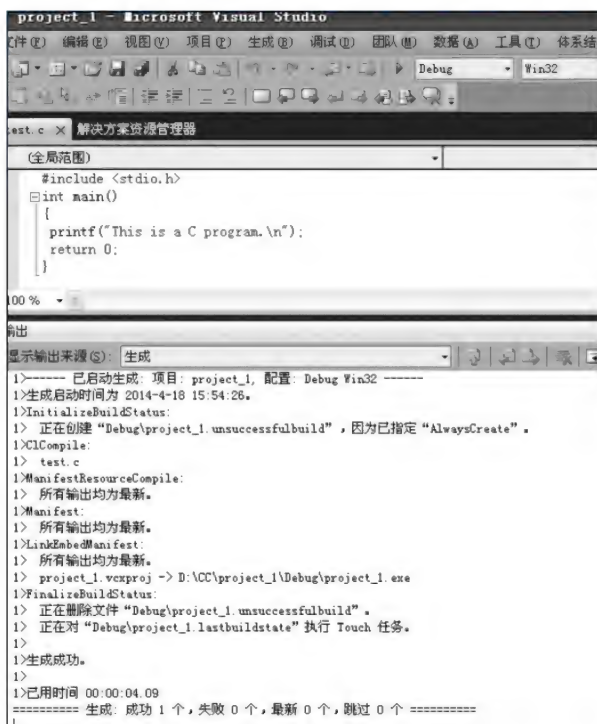 project_1 - Microsoft Visual Studio
文件(F) 编辑(E) 视图(V) 项目(P) 生成(B) 调试(D) 团队(M) 数据(A) 工具(T) 体系结
Debug Win32
test.c × 解决方案资源管理器
(全局范围)
#include <stdio.h>
int main()
{
printf("This is a C program.\n");
return 0;
}
100 %
输出
显示输出来源(S): 生成
1>------ 已启动生成: 项目: project_1, 配置: Debug Win32 ------
1>生成启动时间为 2014-4-18 15:54:26。
1>InitializeBuildStatus:
1> 正在创建“Debug\project_1.unsuccessfulbuild”，因为已指定“AlwaysCreate”。
1>ClCompile:
1> test.c
1>ManifestResourceCompile:
1> 所有输出均为最新。
1>Manifest:
1> 所有输出均为最新。
1>LinkEmbedManifest:
1> 所有输出均为最新。
1> project_1.vcxproj -> D:\CC\project_1\Debug\project_1.exe
1>FinalizeBuildStatus:
1> 正在删除文件“Debug\project_1.unsuccessfulbuild”。
1> 正在对“Debug\project_1.lastbuildstate”执行 Touch 任务。
1>
1>生成成功。
1>
1>已用时间 00:00:04.09
========== 生成: 成功 1 个，失败 0 个，最新 0 个，跳过 0 个 ==========